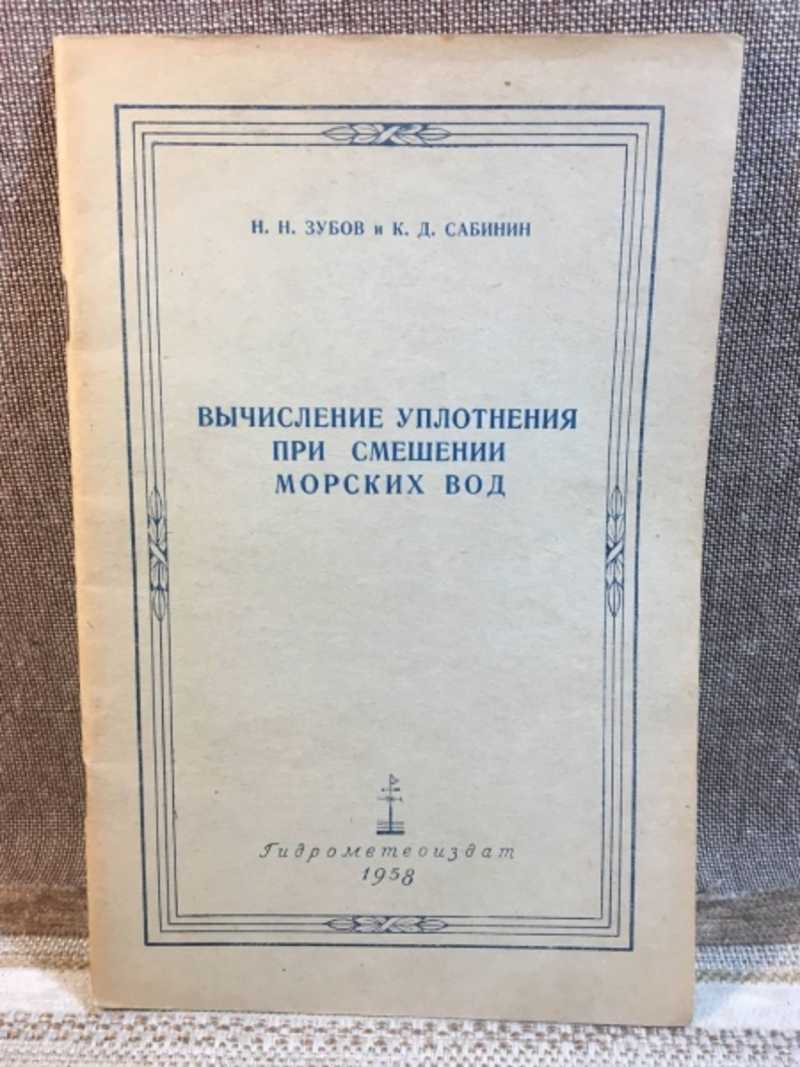 Н. Н. ЗУБОВ и К. Д. САБИНИН
ВЫЧИСЛЕНИЕ УПЛОТНЕНИЯ
ПРИ СМЕШЕНИИ
МОРСКИХ ВОД
Гидрометеоиздат
1958